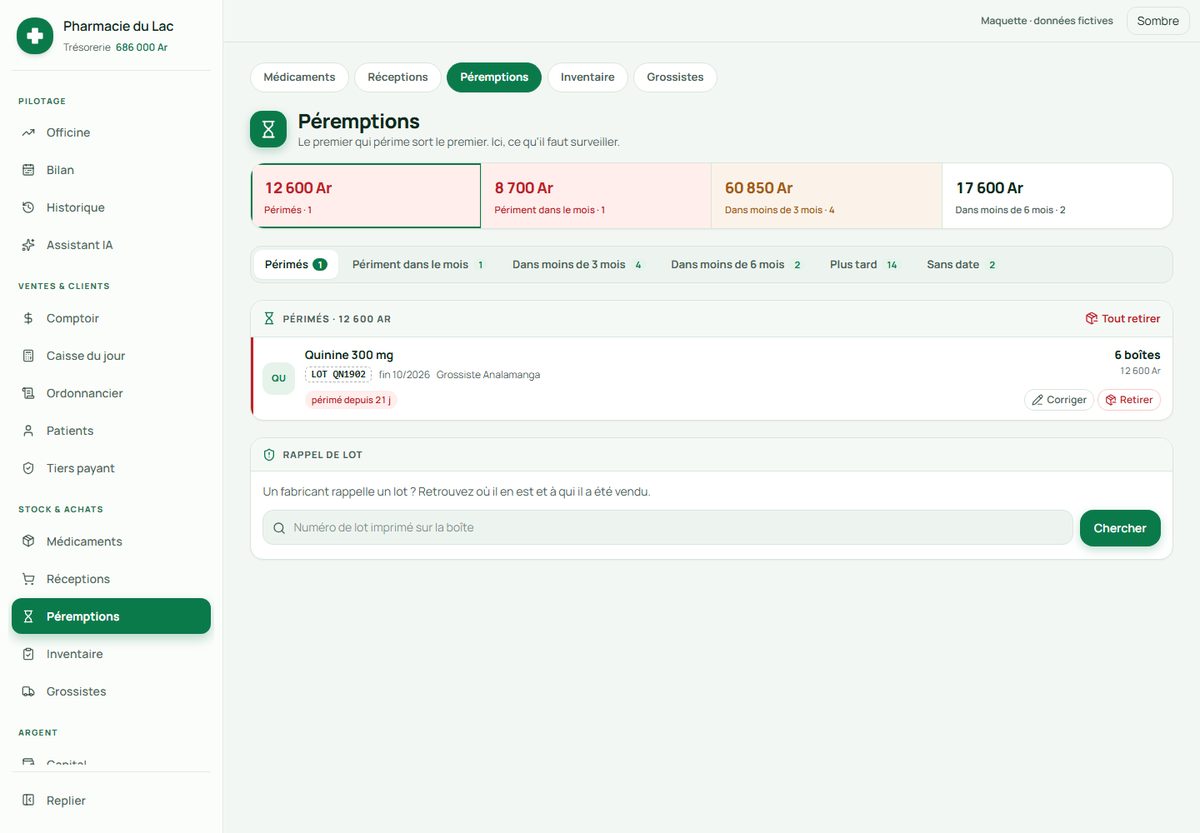 Pharmacie du Lac
Trésorerie 686 000 Ar
Maquette · données fictives
Sombre
PILOTAGE
Officine
Bilan
Historique
Assistant IA
VENTES & CLIENTS
Comptoir
Caisse du jour
Ordonnancier
Patients
Tiers payant
STOCK & ACHATS
Médicaments
Réceptions
Péremptions
Inventaire
Grossistes
ARGENT
Capital
Replier
Médicaments Réceptions Péremptions Inventaire Grossistes
Péremptions
Le premier qui périme sort le premier. Ici, ce qu'il faut surveiller.
12 600 Ar
Périmés · 1
8 700 Ar
Périment dans le mois · 1
60 850 Ar
Dans moins de 3 mois · 4
17 600 Ar
Dans moins de 6 mois · 2
Périmés 1 Périment dans le mois 1 Dans moins de 3 mois 4 Dans moins de 6 mois 2 Plus tard 14 Sans date 2
PÉRIMÉS · 12 600 AR
Tout retirer
QU
Quinine 300 mg
LOT QN1902 fin 10/2026 Grossiste Analamanga
périmé depuis 21 j
6 boîtes
12 600 Ar
Corriger Retirer
RAPPEL DE LOT
Un fabricant rappelle un lot ? Retrouvez où il en est et à qui il a été vendu.
Numéro de lot imprimé sur la boîte
Chercher